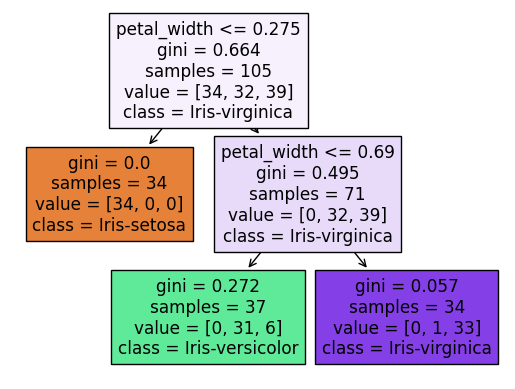 petal_width <= 0.275
gini = 0.664
samples = 105
value = [34, 32, 39]
class = Iris-virginica
gini = 0.0
samples = 34
value = [34, 0, 0]
class = Iris-setosa
petal_width <= 0.69
gini = 0.495
samples = 71
value = [0, 32, 39]
class = Iris-virginica
gini = 0.272
samples = 37
value = [0, 31, 6]
class = Iris-versicolor
gini = 0.057
samples = 34
value = [0, 1, 33]
class = Iris-virginica